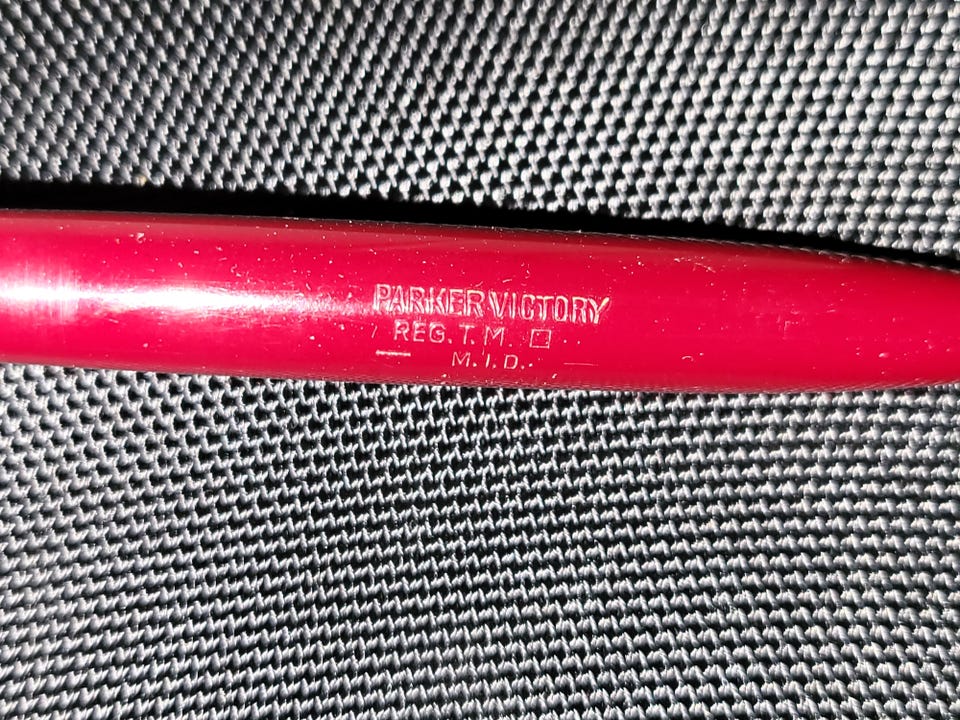 PARKER VICTORY
REG. T. M. □
M. I. D.